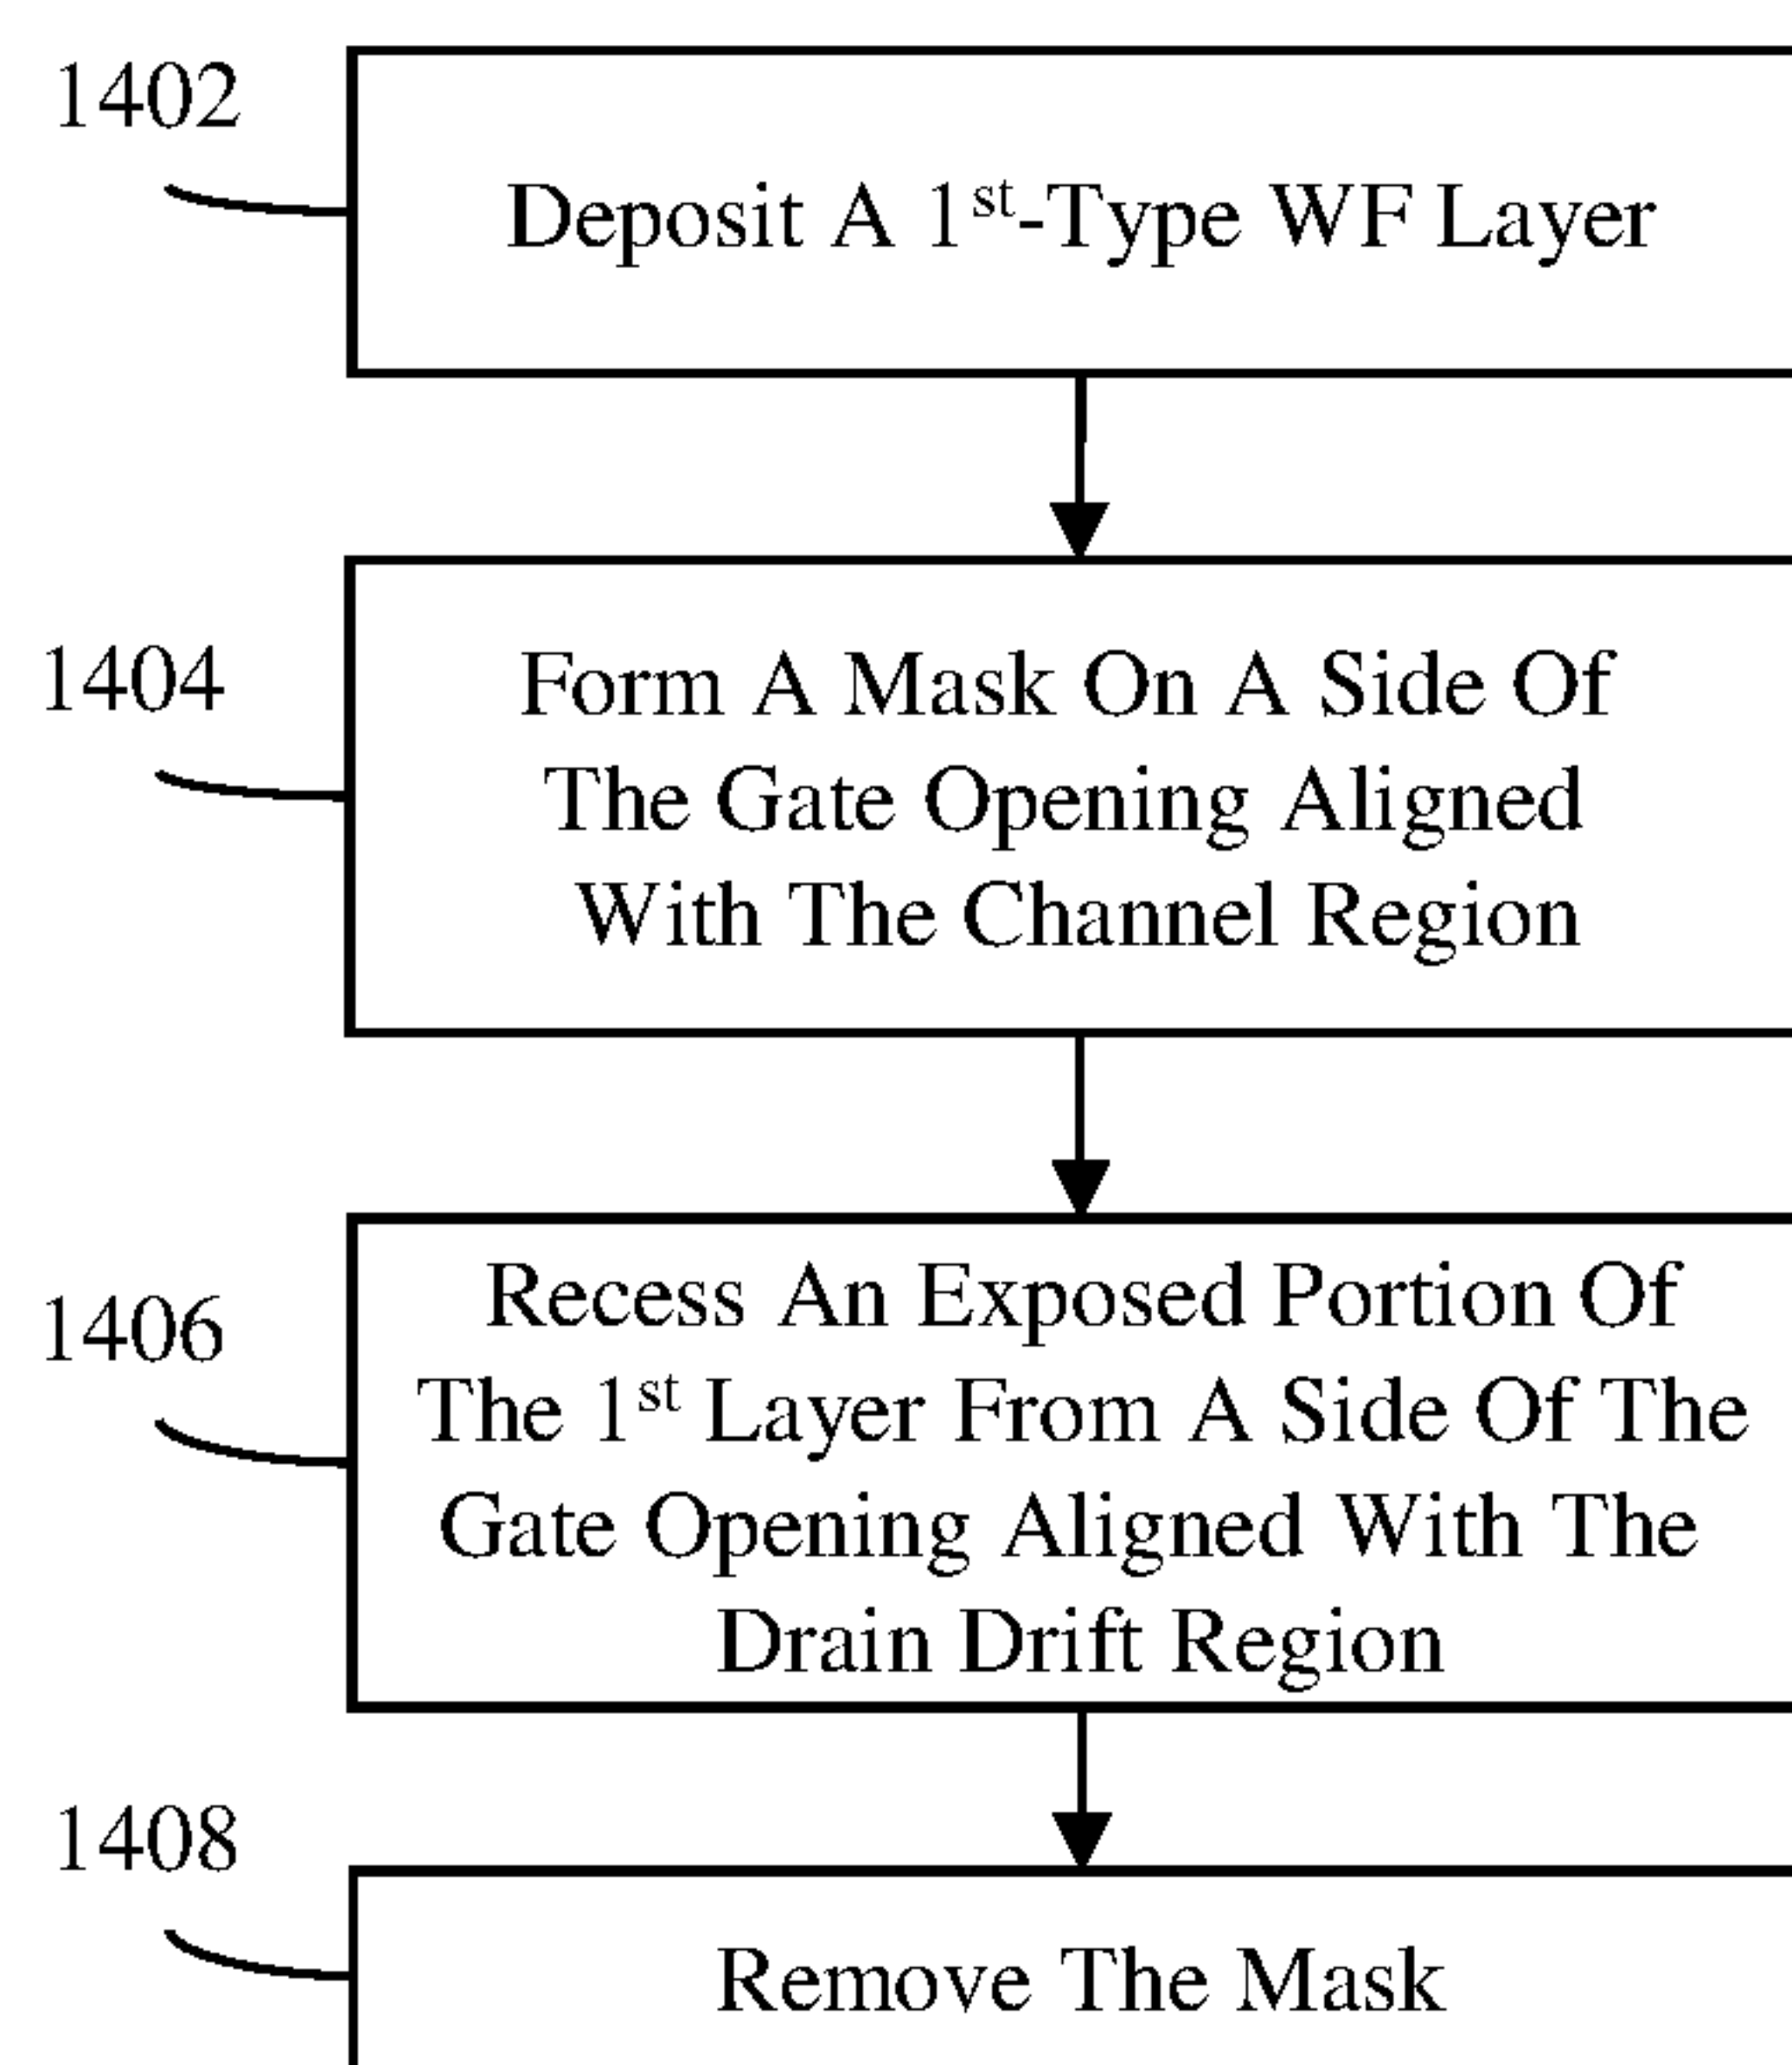 1402
Deposit A 1st-Type WF Layer
1404
Form A Mask On A Side Of
The Gate Opening Aligned
With The Channel Region
1406
Recess An Exposed Portion Of
The 1st Layer From A Side Of The
Gate Opening Aligned With The
Drain Drift Region
1408
Remove The Mask